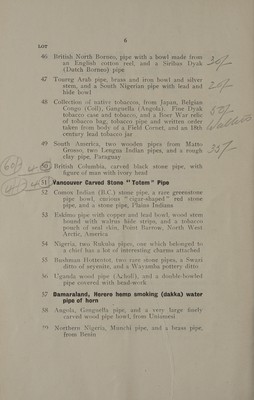 6
LOT
46 British North Borneo, pipe with a bowl made from
an English cotton reel, and a Siribas Dyak
(Dutch Borneo) pipe
47 Toureg Arab pipe, brass and iron bowl and silver
stem, and a South Nigerian pipe with lead and
hide bowl
48 Collection of native tobaccos, from Japan, Belgian
Congo (Coll), Ganguella (Angola). Fine Dyak
tobacco case and tobacco, and a Boer War relic
of tobacco bag, tobacco pipe and written order
taken from body of a Field Cornet, and an 18th
century lead tobacco jar
49 South America, two wooden pipes from Matto
Grosso, two Lengua Indian pipes, and a rough
clay pipe, Paraguay
50 British Columbia, carved black stone pipe, with
figure of man with ivory head
51 Vancouver Carved Stone "Totem" Pipe
52 Comox Indian (B.C.) stone pipe, a rare greenstone
pipe bowl, curious "cigar-shaped" red stone
pipe, and a stone pipe, Plains Indians
53 Eskimo pipe with copper and lead bowl, wood stem
bound with walrus hide strips, and a tobacco
pouch of seal skin, Point Barrow, North West
Arctic, America
54 Nigeria, two Rukuba pipes, one which belonged to
a chief has a lot of interesting charms attached
55 Bushman Hottentot, two rare stone pipes, a Swazi
ditto of seyenite, and a Wayamba pottery ditto
56 Uganda wood pipe (Acholi), and a double-bowled
pipe covered with bead-work
57 Damaraland, Herero hemp smoking (dakka) water
pipe of horn
58 Angola, Ganguella pipe, and a very large finely
carved wood pipe bowl, from Unianesi
59 Northern Nigeria, Munchi pipe, and a brass pipe,
from Benin